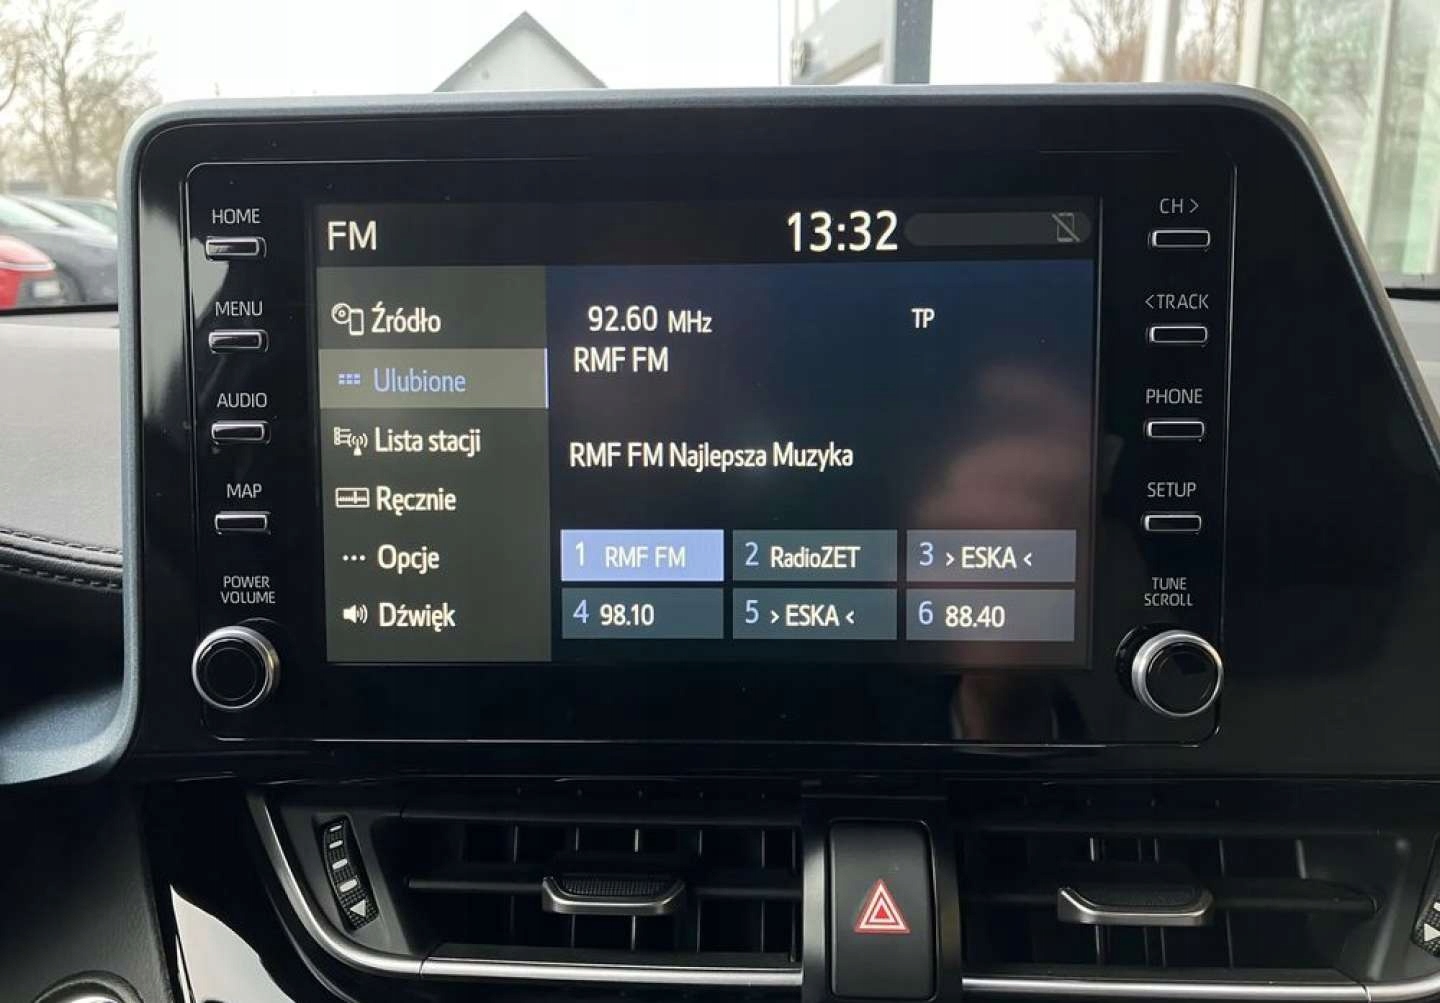 HOME
MENU
AUDIO
MAP
POWER
VOLUME
FM
13:32
Źródło
Ulubione
Lista stacji
Ręcznie
Opcje
Dźwięk
92.60 MHz
TP
RMF FM
RMF FM Najlepsza Muzyka
1 RMF FM
2 RadioZET
3 > ESKA <
4 98.10
5 > ESKA <
6 88.40
CH >
< TRACK
PHONE
SETUP
TUNE
SCROLL